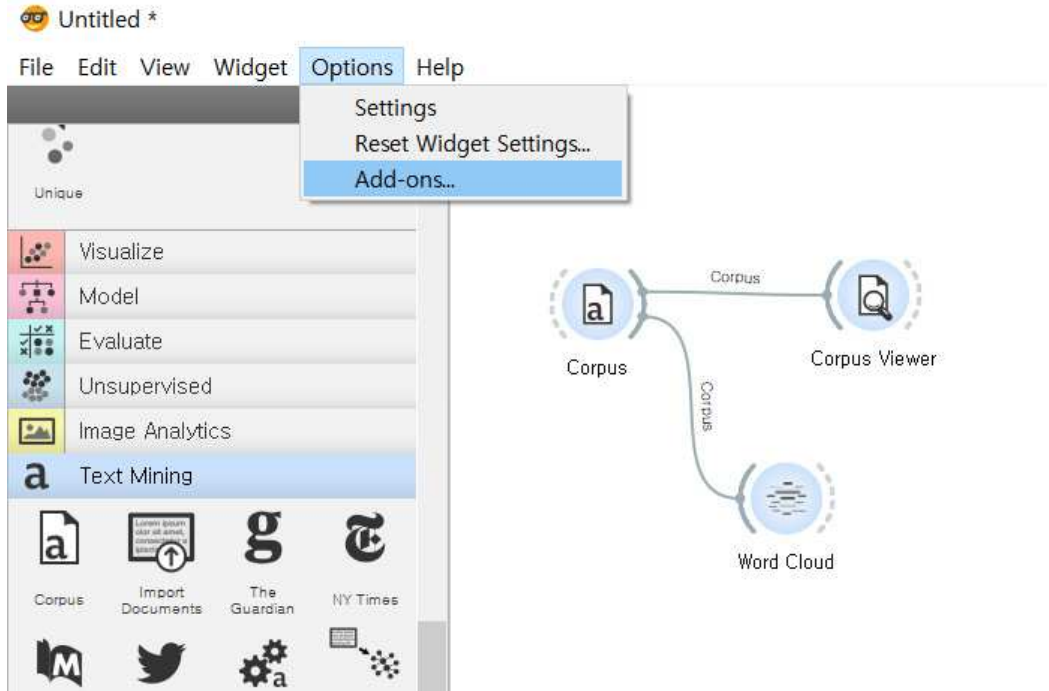 Untitled *
File Edit View Widget Options Help
Settings
Reset Widget Settings...
Add-ons...
Unique
Visualize
Model
Evaluate
Unsupervised
Image Analytics
a Text Mining
Corpus
Import Documents
The Guardian
NY Times
Corpus
Corpus
Corpus
Corpus Viewer
Word Cloud